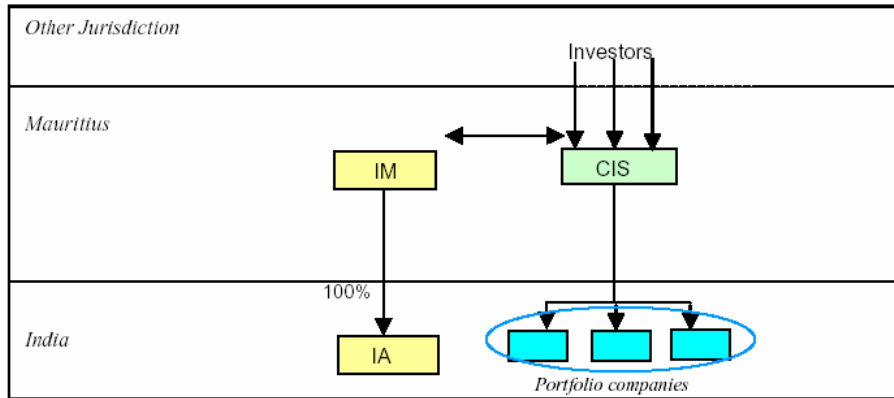 Other Jurisdiction
Investors
Mauritius
IM
CIS
100%
India
IA
Portfolio companies